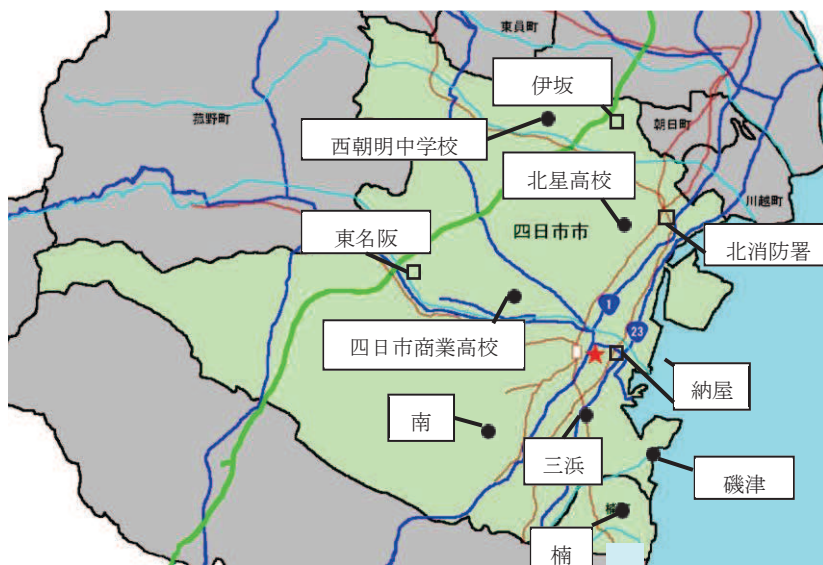 東員町
伊坂
菰野町
朝日町
西朝明中学校
北星高校
川越町
東名阪
四日市市
北消防署
1
四日市商業高校
23
納屋
南
三浜
磯津
楠